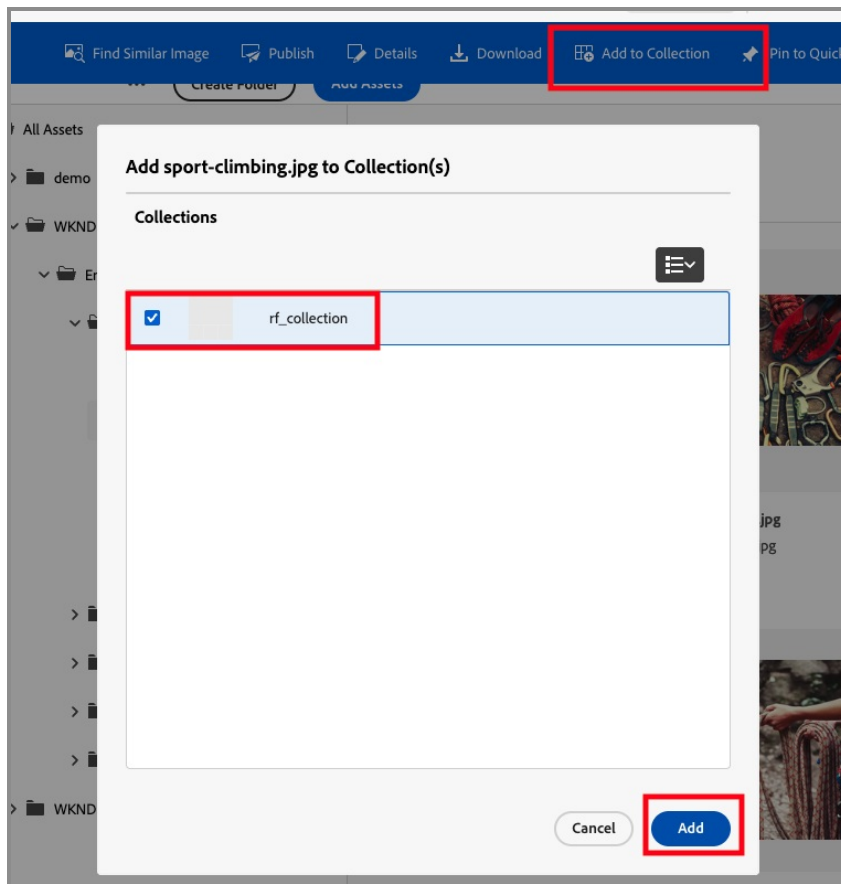 Find Similar Image Publish Details Download Add to Collection Pin to Quic
Create Folder Add Assets
All Assets
demo
WKND
Er
WKND
Add sport-climbing.jpg to Collection(s)
Collections
rf_collection
.jpg
pg
Cancel Add